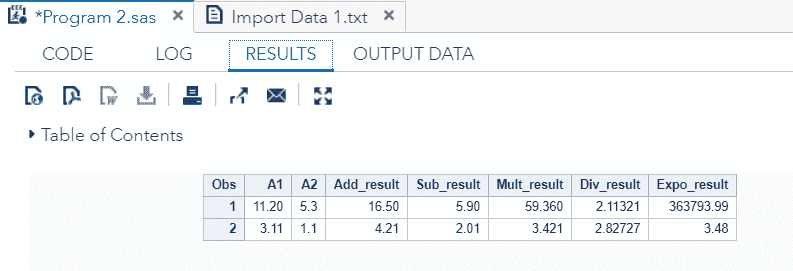 *Program 2.sas × Import Data 1.txt ×
CODE LOG RESULTS OUTPUT DATA
Table of Contents
Obs A1 A2 Add_result Sub_result Mult_result Div_result Expo_result
1 11.20 5.3 16.50 5.90 59.360 2.11321 363793.99
2 3.11 1.1 4.21 2.01 3.421 2.82727 3.48